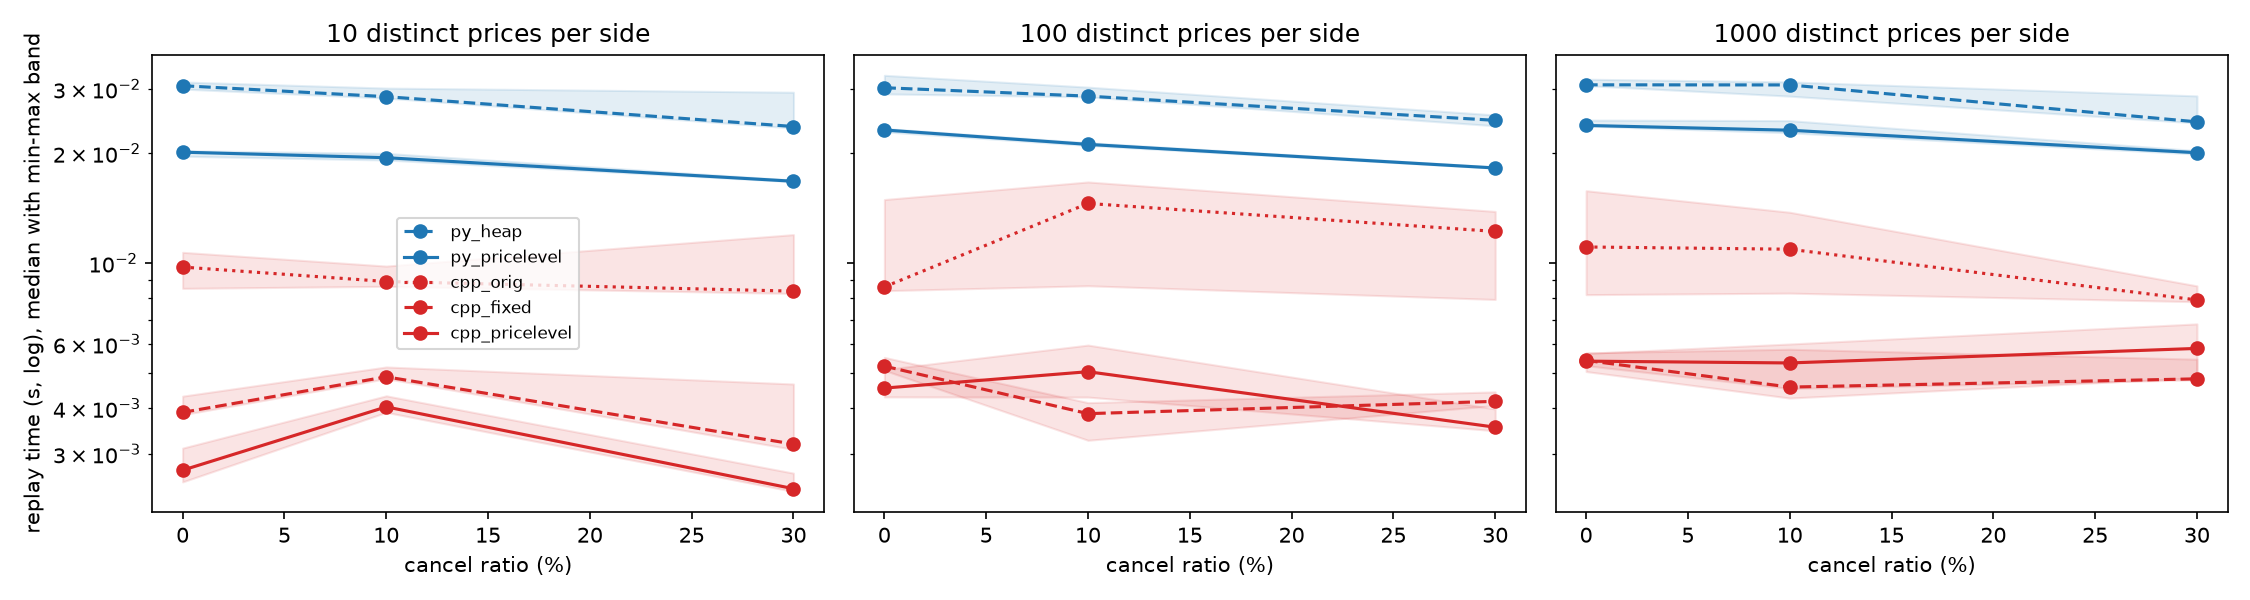 10 distinct prices per side
100 distinct prices per side
1000 distinct prices per side
replay time (s, log), median with min-max band
3 × 10⁻²
2 × 10⁻²
10⁻²
6 × 10⁻³
4 × 10⁻³
3 × 10⁻³
py_heap
py_pricelevel
cpp_orig
cpp_fixed
cpp_pricelevel
0 5 10 15 20 25 30
0 5 10 15 20 25 30
0 5 10 15 20 25 30
cancel ratio (%)
cancel ratio (%)
cancel ratio (%)